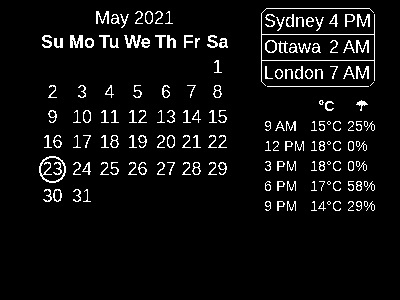 May 2021
Su Mo Tu We Th Fr Sa
1
2 3 4 5 6 7 8
9 10 11 12 13 14 15
16 17 18 19 20 21 22
23 24 25 26 27 28 29
30 31
Sydney 4 PM
Ottawa 2 AM
London 7 AM
°C ☂
9 AM 15°C 25%
12 PM 18°C 0%
3 PM 18°C 0%
6 PM 17°C 58%
9 PM 14°C 29%